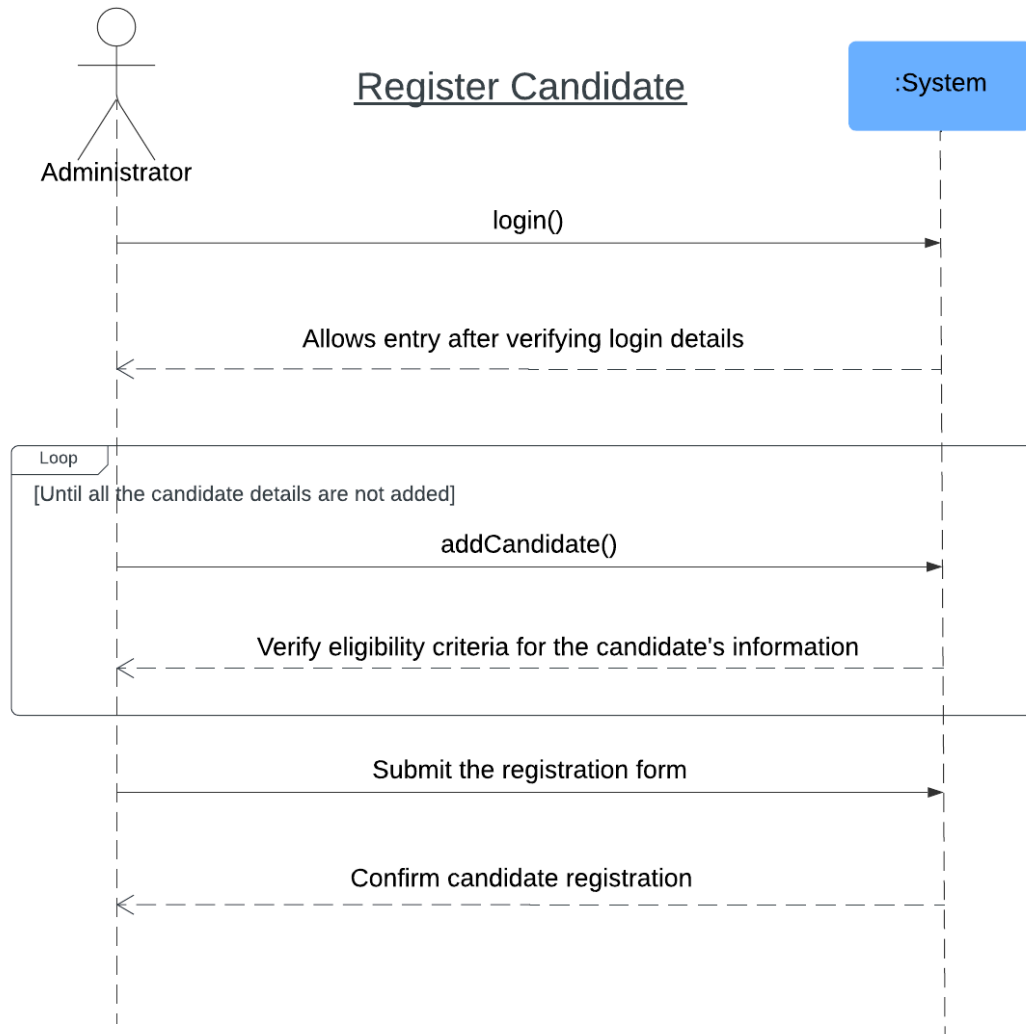 Register Candidate
:System
Administrator
login()
Allows entry after verifying login details
Loop
[Until all the candidate details are not added]
addCandidate()
Verify eligibility criteria for the candidate's information
Submit the registration form
Confirm candidate registration